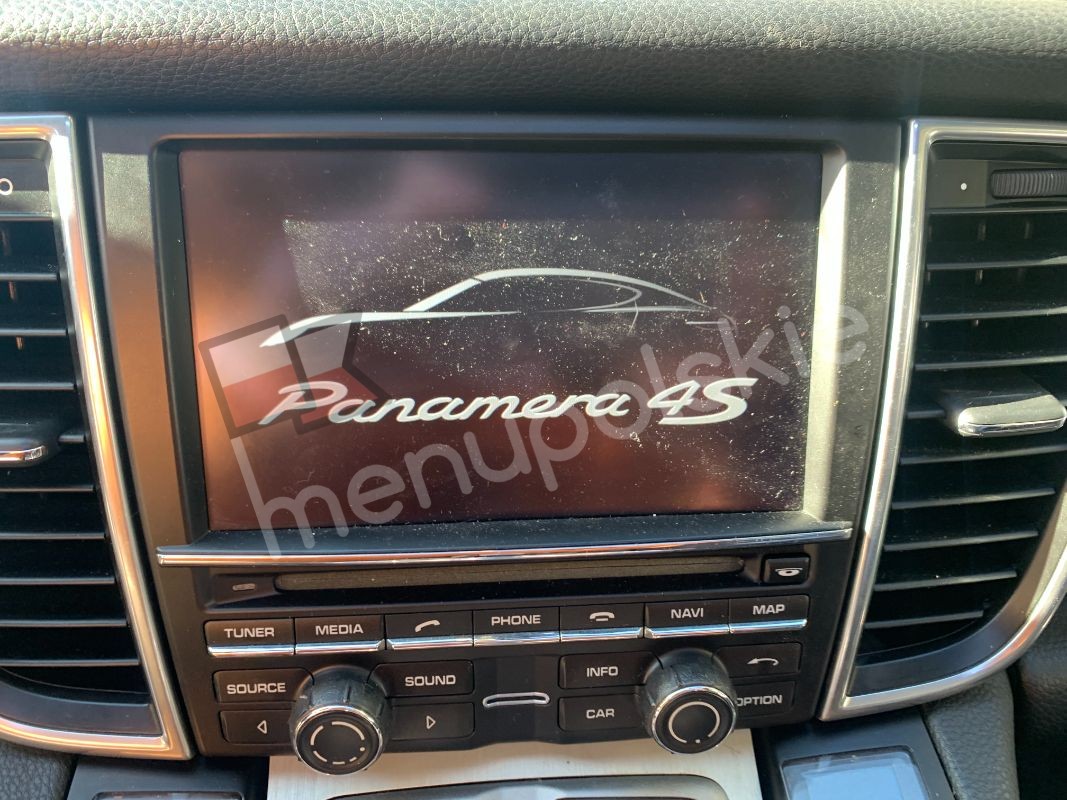 Panamera 4S
menupolskie
TUNER MEDIA PHONE NAVI MAP
SOURCE SOUND INFO
CAR OPTION